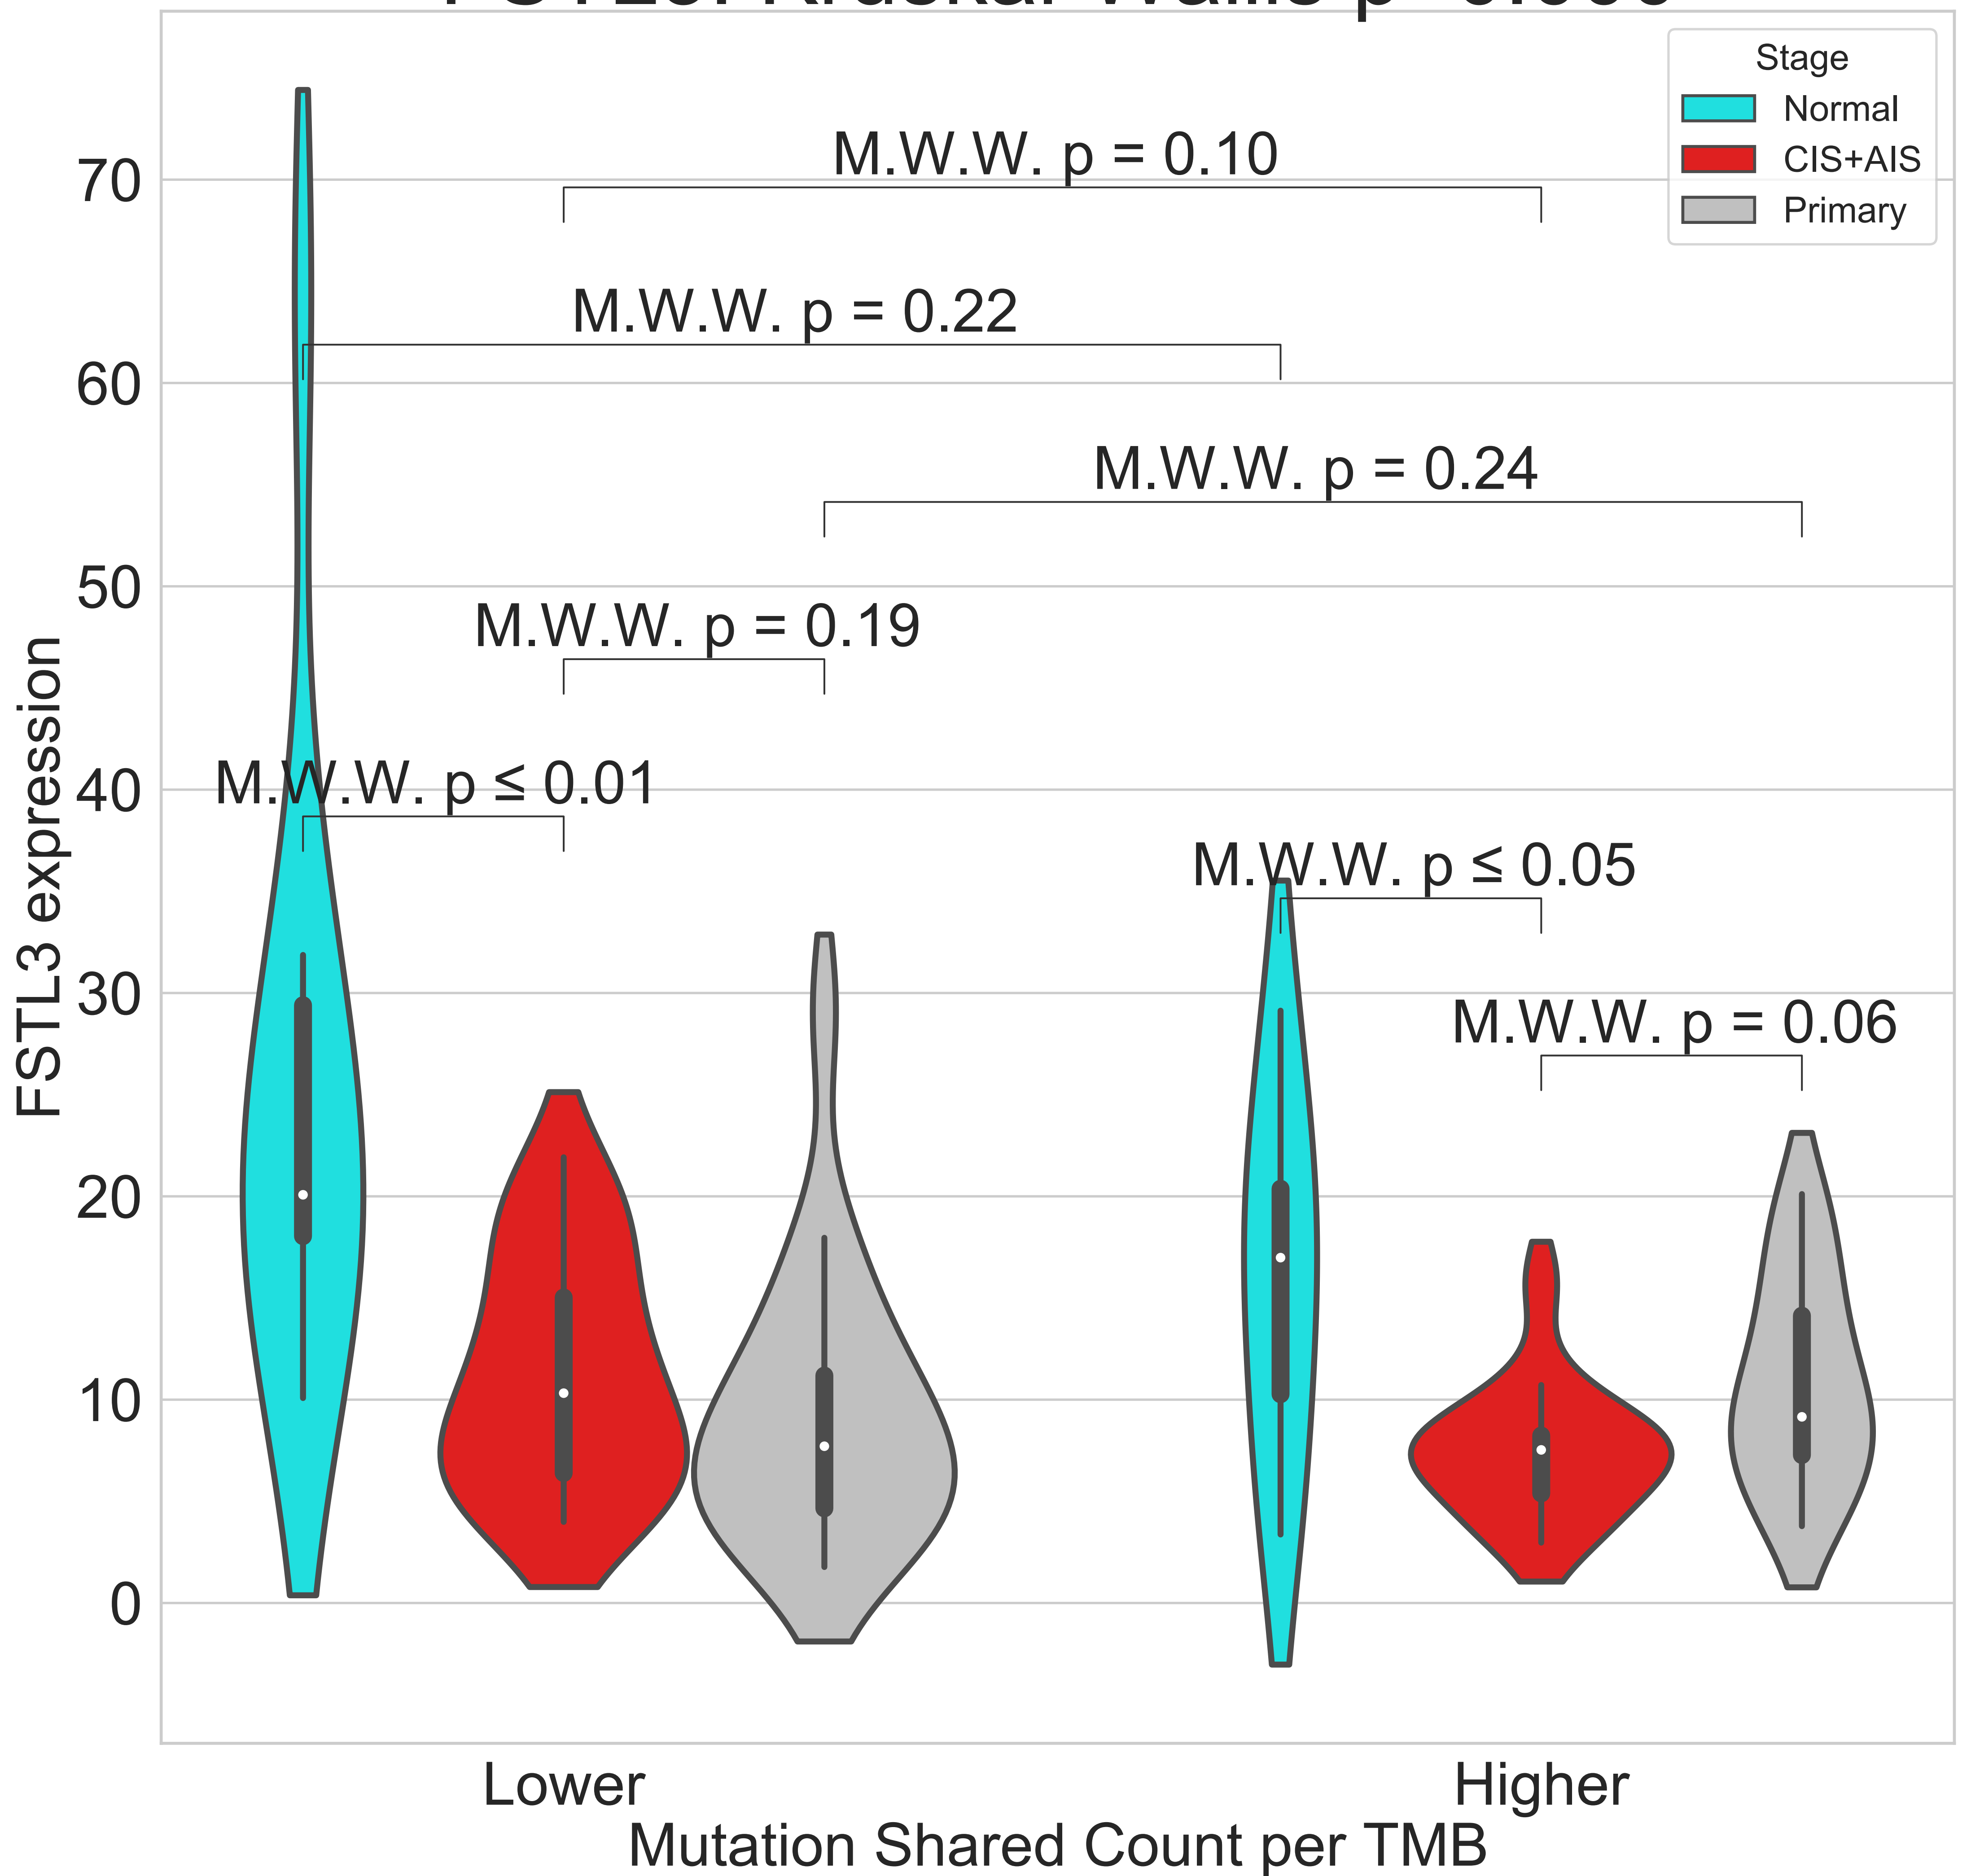 Stage
Normal
CIS+AIS
Primary
M.W.W. p = 0.10
M.W.W. p = 0.22
M.W.W. p = 0.24
M.W.W. p = 0.19
M.W.W. p ≤ 0.01
M.W.W. p ≤ 0.05
M.W.W. p = 0.06
70
60
50
40
30
20
10
0
FSTL3 expression
Lower
Higher
Mutation Shared Count per TMB